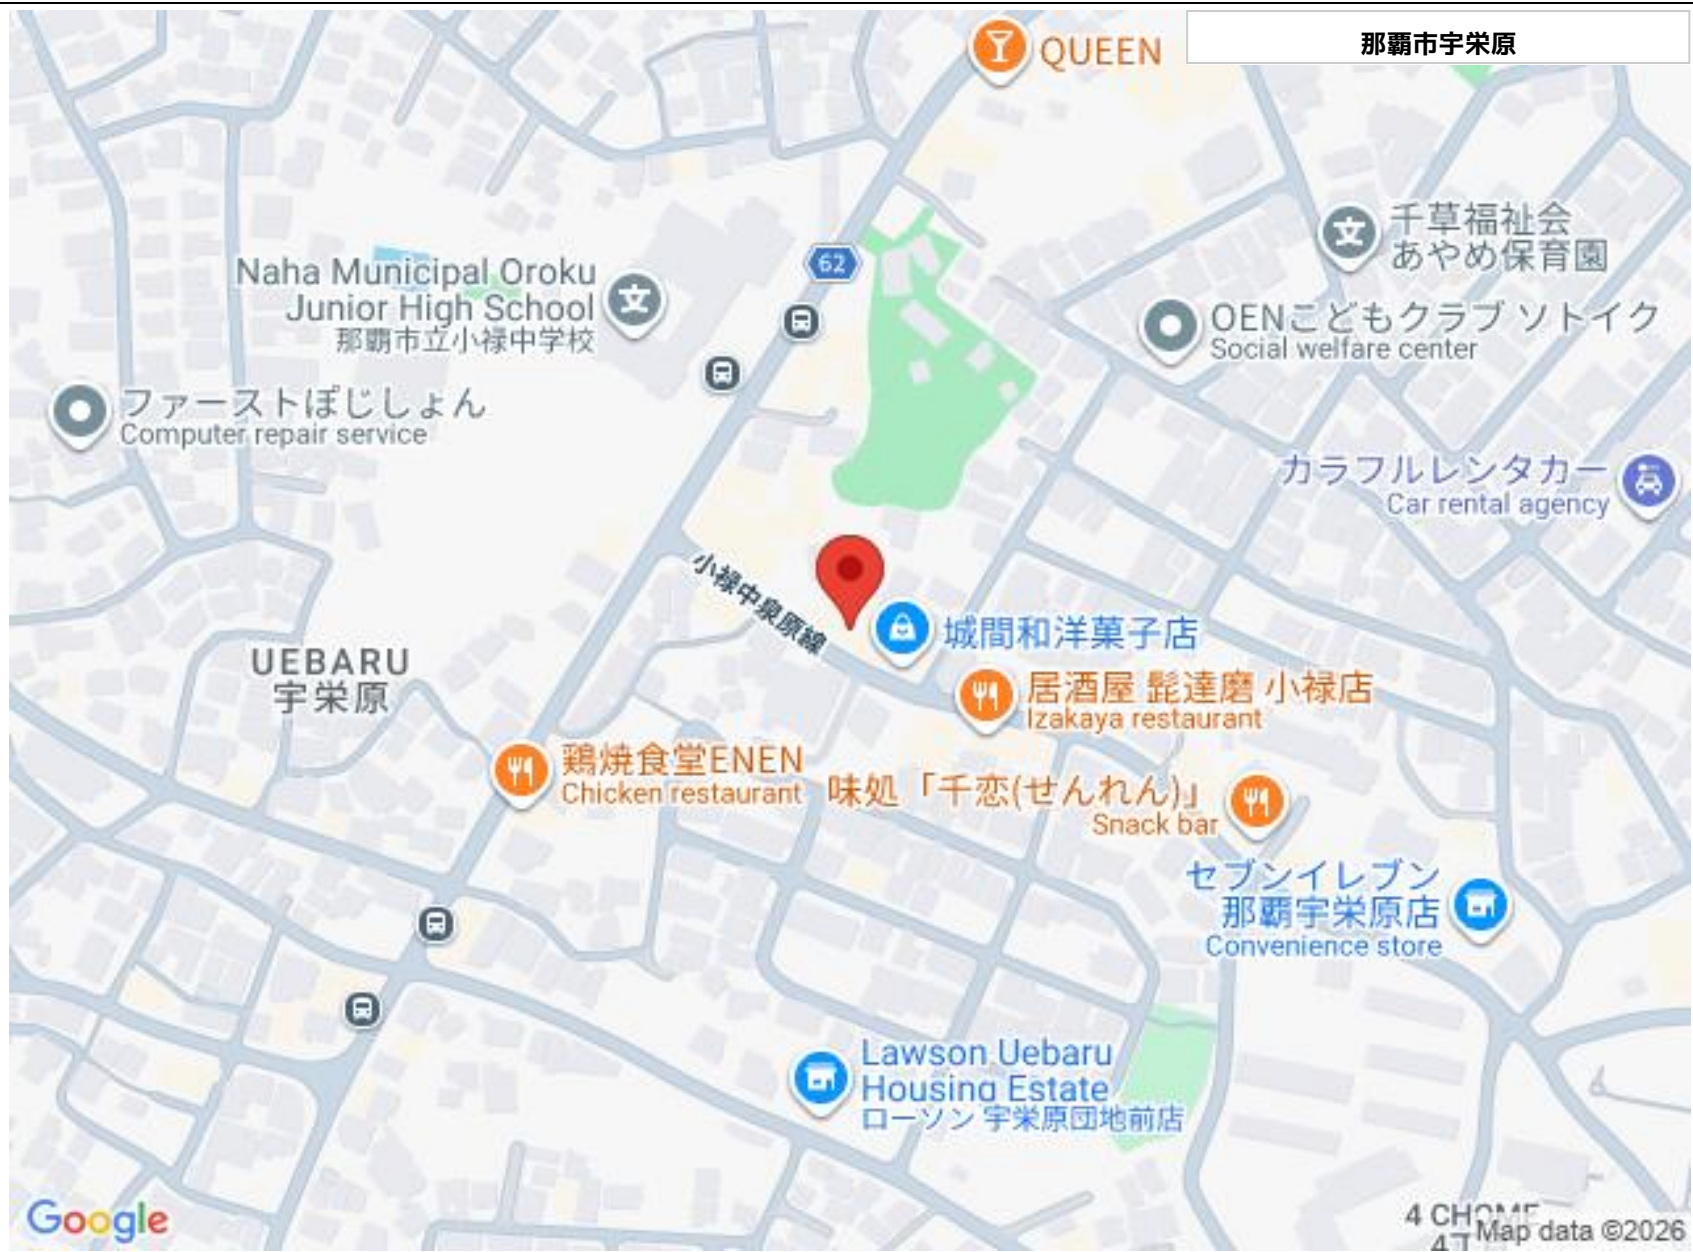 那覇市宇栄原
QUEEN
千草福祉会
あやめ保育園
62
Naha Municipal Oroku
Junior High School
那覇市立小禄中学校
OENこどもクラブ ソトイク
Social welfare center
ファーストぽじしょん
Computer repair service
カラフルレンタカー
Car rental agency
小禄中泉原線
城間和洋菓子店
UEBARU
宇栄原
居酒屋 髭達磨 小禄店
Izakaya restaurant
鶏焼食堂ENEN
Chicken restaurant
味処「千恋(せんれん)」
Snack bar
セブンイレブン
那覇宇栄原店
Convenience store
Lawson Uebaru
Housing Estate
ローソン 宇栄原団地前店
Google
4 CHOME
Map data ©2026